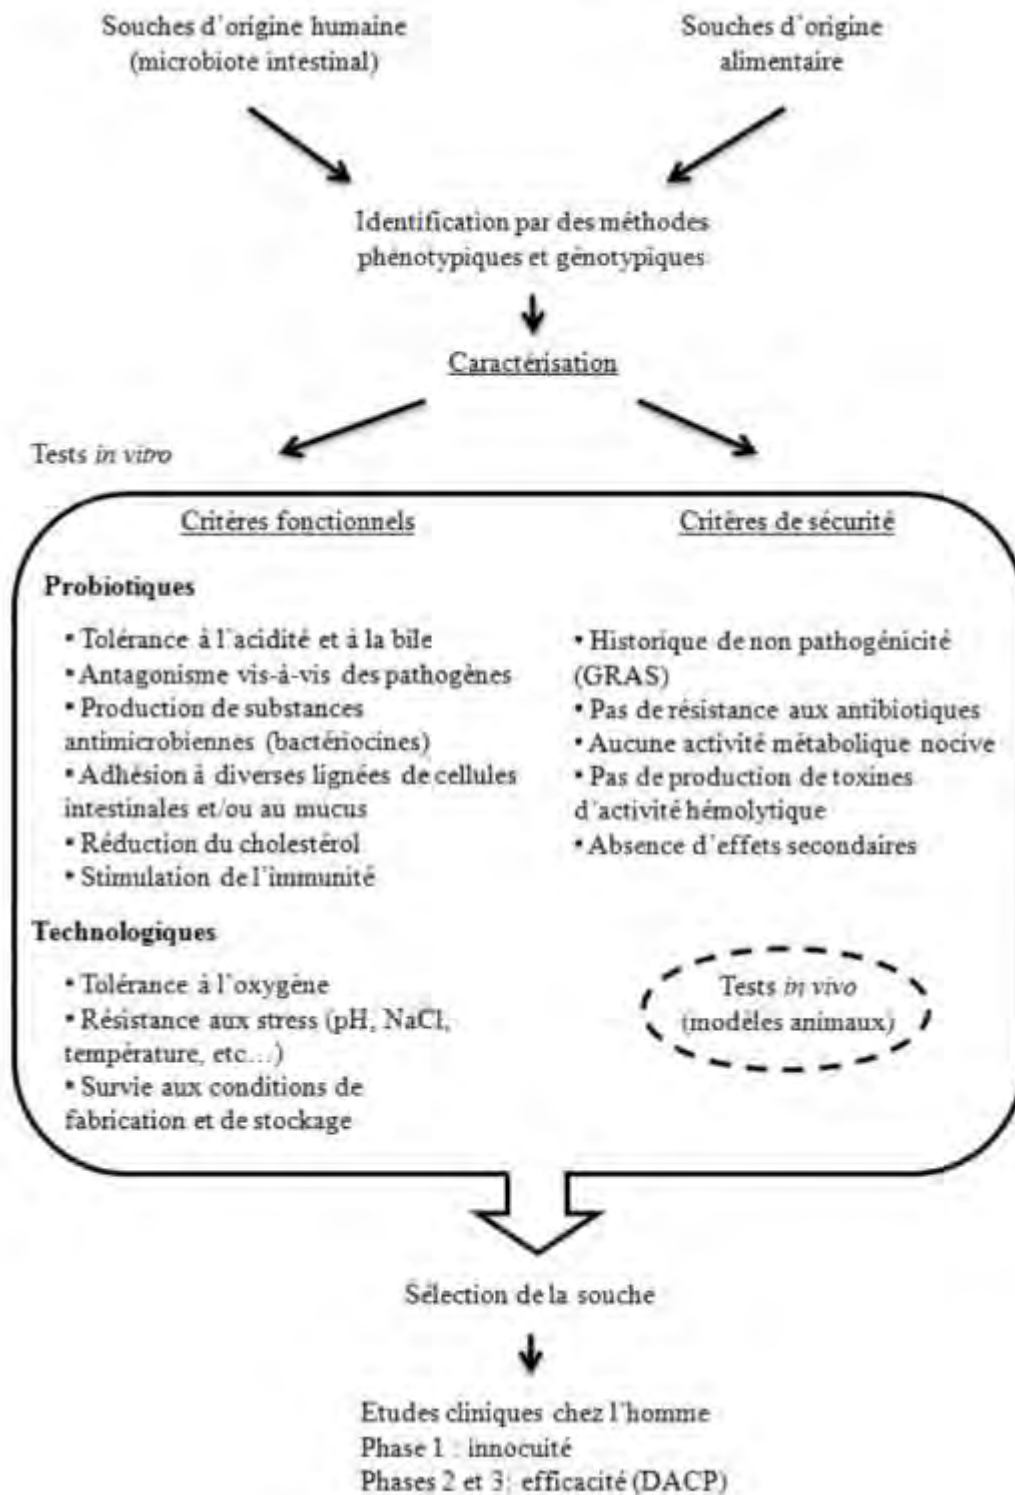 Souches d'origine humaine
(microbiote intestinal)
Souches d'origine
alimentaire
Identification par des méthodes
phénotypiques et génotypiques
Caractérisation
Tests in vitro
Critères fonctionnels
Probiotiques
▪ Tolérance à l'acidité et à la bile
▪ Antagonisme vis-à-vis des pathogènes
▪ Production de substances
antimicrobiennes (bactériocines)
▪ Adhésion à diverses lignées de cellules
intestinales et/ou au mucus
▪ Réduction du cholestérol
▪ Stimulation de l'immunité
Technologiques
▪ Tolérance à l'oxygène
▪ Résistance aux stress (pH, NaCl,
température, etc...)
▪ Survie aux conditions de
fabrication et de stockage
Critères de sécurité
▪ Historique de non pathogénicité
(GRAS)
▪ Pas de résistance aux antibiotiques
▪ Aucune activité métabolique nocive
▪ Pas de production de toxines
d'activité hémolytique
▪ Absence d'effets secondaires
Tests in vivo
(modèles animaux)
Sélection de la souche
Etudes cliniques chez l'homme
Phase 1 : innocuité
Phases 2 et 3: efficacité (DACP)